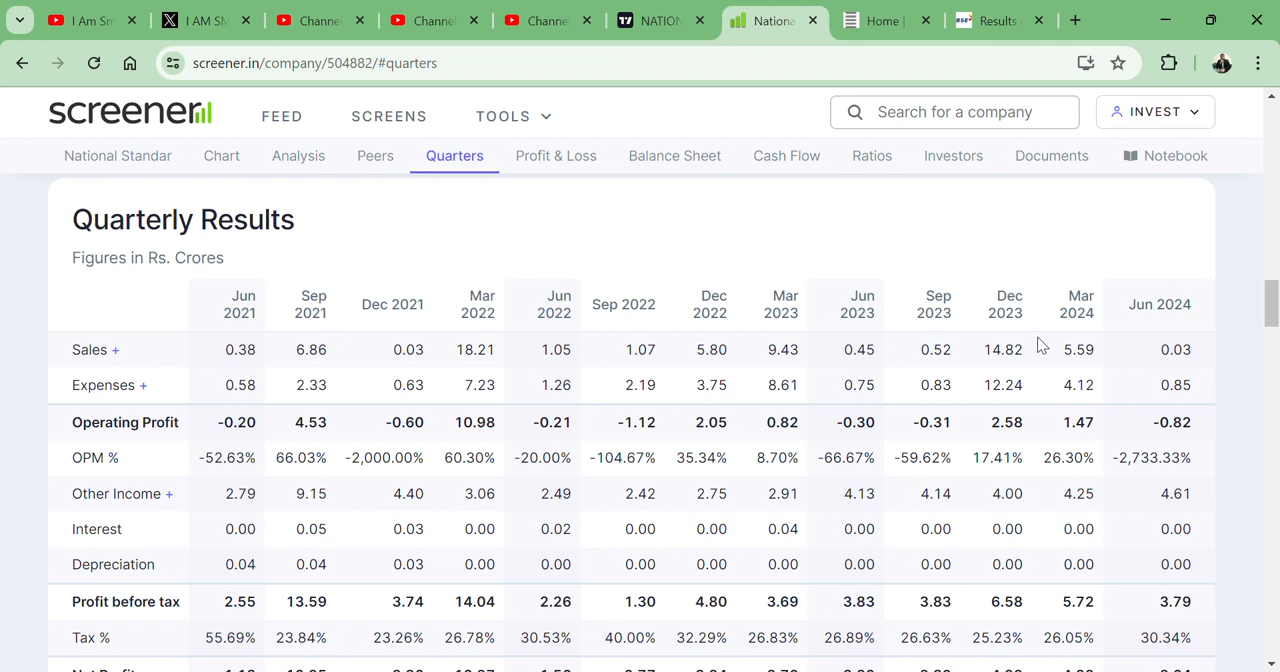 I Am Sm
I AM SM
Channel
Channel
Channel
NATION
Nationa
Home |
BSE Results
screener.in/company/504882/#quarters
screener FEED SCREENS TOOLS Search for a company INVEST
National Standar Chart Analysis Peers Quarters Profit & Loss Balance Sheet Cash Flow Ratios Investors Documents Notebook
Quarterly Results
Figures in Rs. Crores
Jun 2021 Sep 2021 Dec 2021 Mar 2022 Jun 2022 Sep 2022 Dec 2022 Mar 2023 Jun 2023 Sep 2023 Dec 2023 Mar 2024 Jun 2024
Sales + 0.38 6.86 0.03 18.21 1.05 1.07 5.80 9.43 0.45 0.52 14.82 5.59 0.03
Expenses + 0.58 2.33 0.63 7.23 1.26 2.19 3.75 8.61 0.75 0.83 12.24 4.12 0.85
Operating Profit -0.20 4.53 -0.60 10.98 -0.21 -1.12 2.05 0.82 -0.30 -0.31 2.58 1.47 -0.82
OPM % -52.63% 66.03% -2,000.00% 60.30% -20.00% -104.67% 35.34% 8.70% -66.67% -59.62% 17.41% 26.30% -2,733.33%
Other Income + 2.79 9.15 4.40 3.06 2.49 2.42 2.75 2.91 4.13 4.14 4.00 4.25 4.61
Interest 0.00 0.05 0.03 0.00 0.02 0.00 0.00 0.04 0.00 0.00 0.00 0.00 0.00
Depreciation 0.04 0.04 0.03 0.00 0.00 0.00 0.00 0.00 0.00 0.00 0.00 0.00 0.00
Profit before tax 2.55 13.59 3.74 14.04 2.26 1.30 4.80 3.69 3.83 3.83 6.58 5.72 3.79
Tax % 55.69% 23.84% 23.26% 26.78% 30.53% 40.00% 32.29% 26.83% 26.89% 26.63% 25.23% 26.05% 30.34%